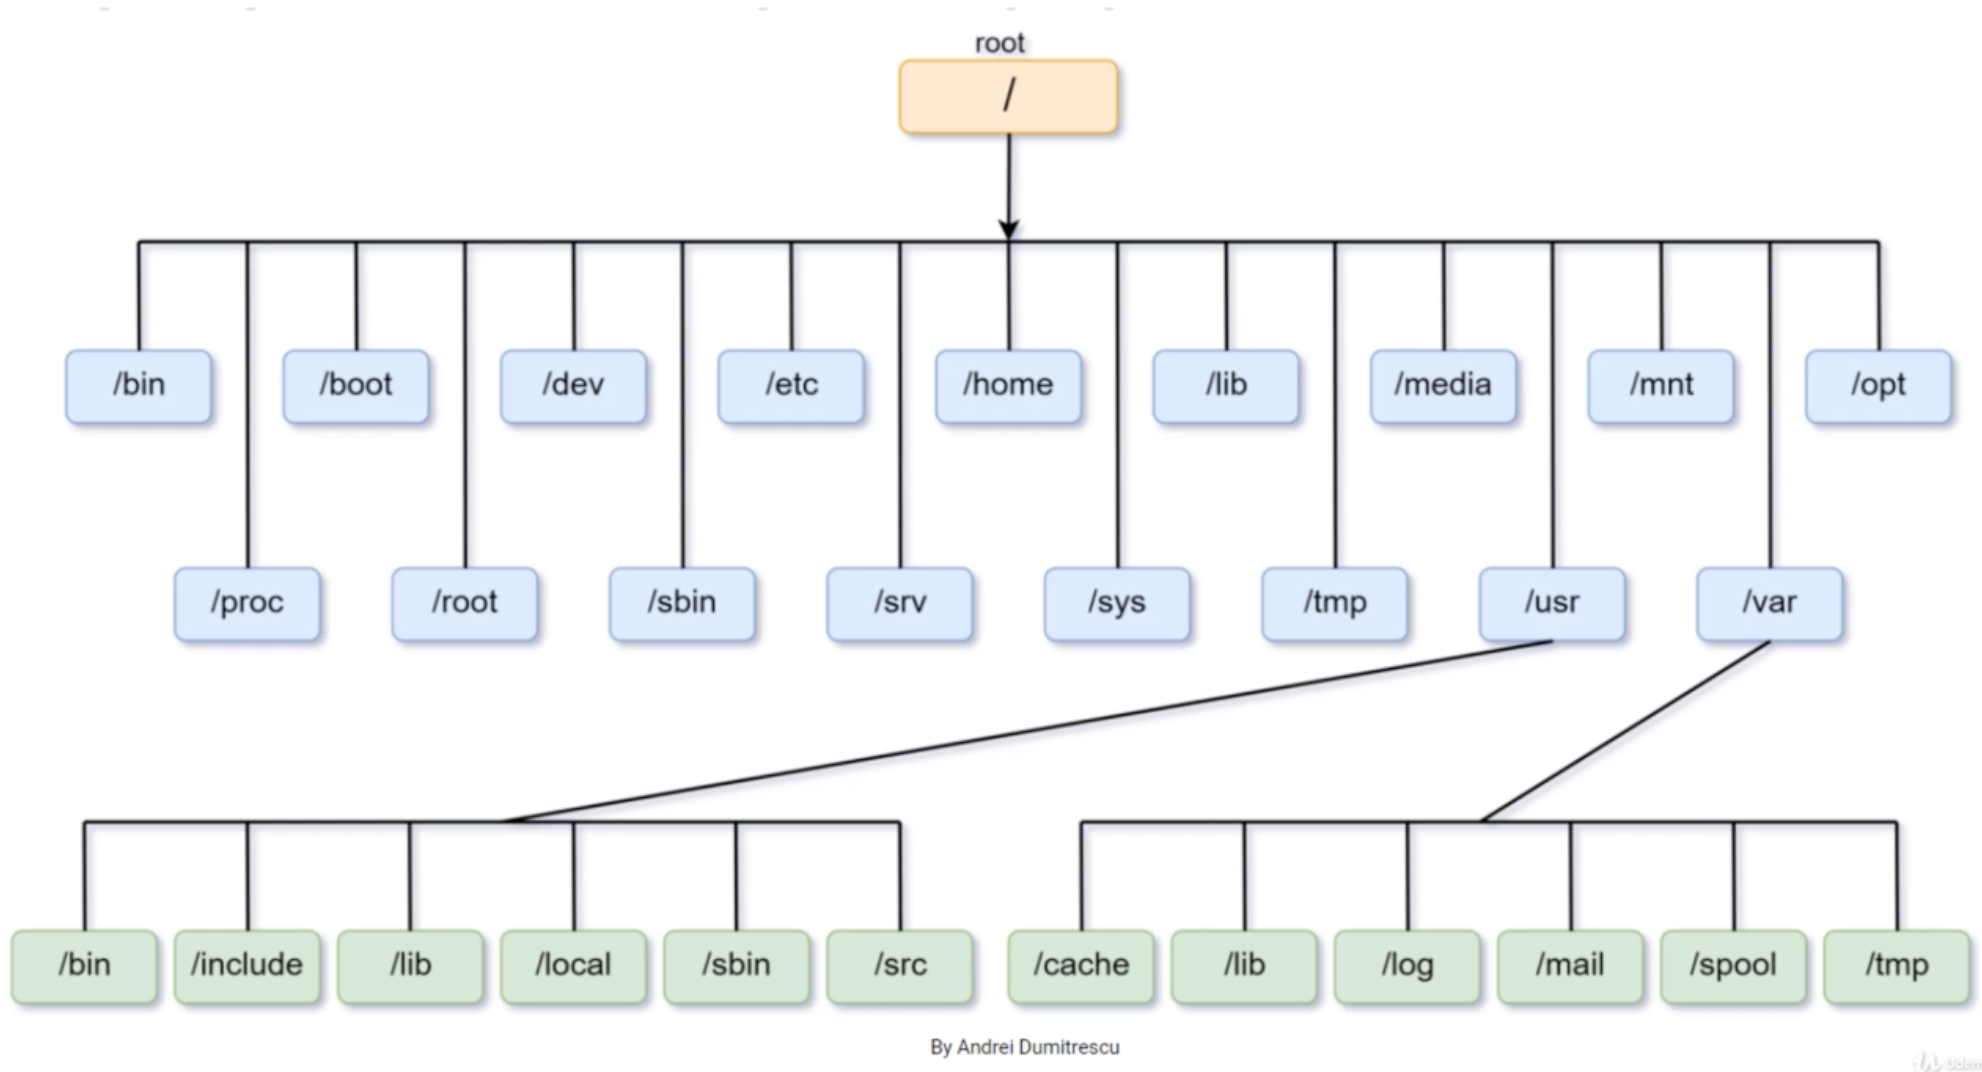 root
/
/bin
/boot
/dev
/etc
/home
/lib
/media
/mnt
/opt
/proc
/root
/sbin
/srv
/sys
/tmp
/usr
/var
/bin
/include
/lib
/local
/sbin
/src
/cache
/lib
/log
/mail
/spool
/tmp
By Andrei Dumitrescu